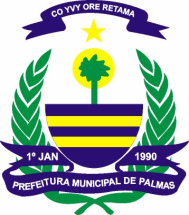 CO YVY ORE RETAMA
1º JAN 1990
PREFEITURA MUNICIPAL DE PALMAS